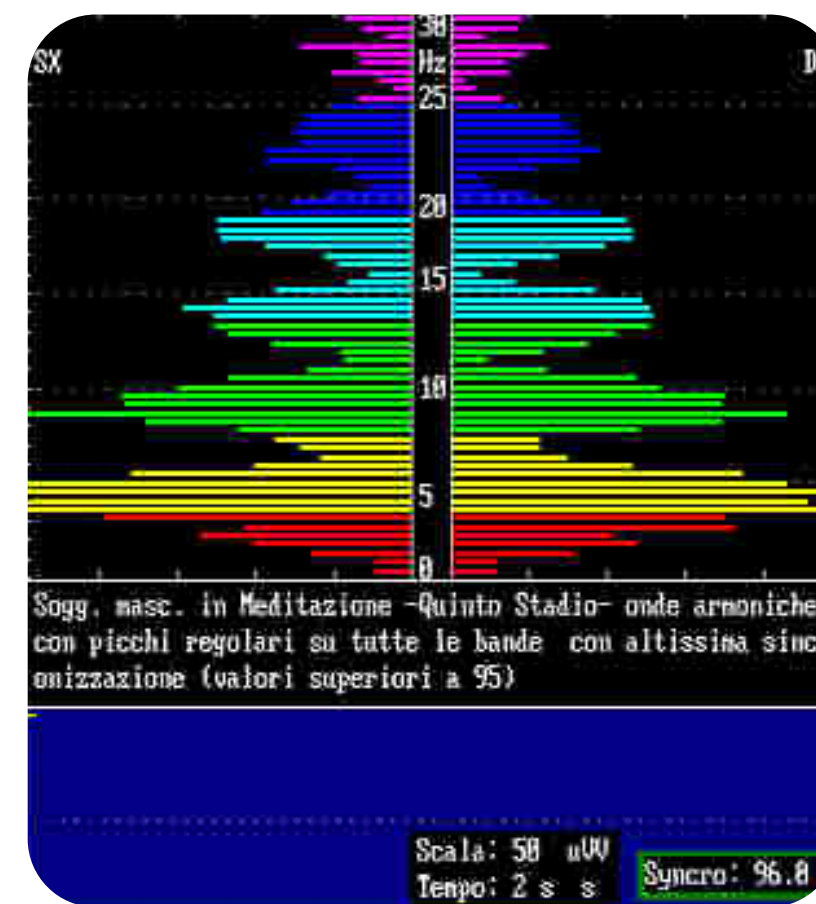 30
SX Hz D
25
20
15
10
5
0
Sogg. masc. in Meditazione -Quinto Stadio- onde armoniche
con picchi regolari su tutte le bande con altissima sinc
onizzazione (valori superiori a 95)
Scala: 50 uVV
Tempo: 2 s s
Syncro: 96.0